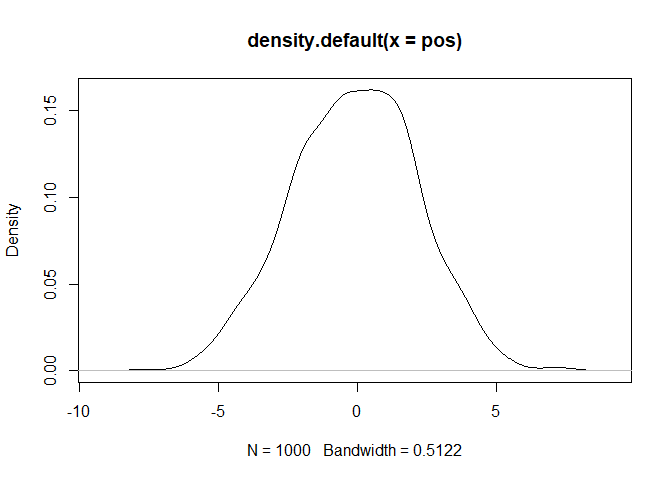 density.default(x = pos)
Density
0.15
0.10
0.05
0.00
-10 -5 0 5
N = 1000 Bandwidth = 0.5122